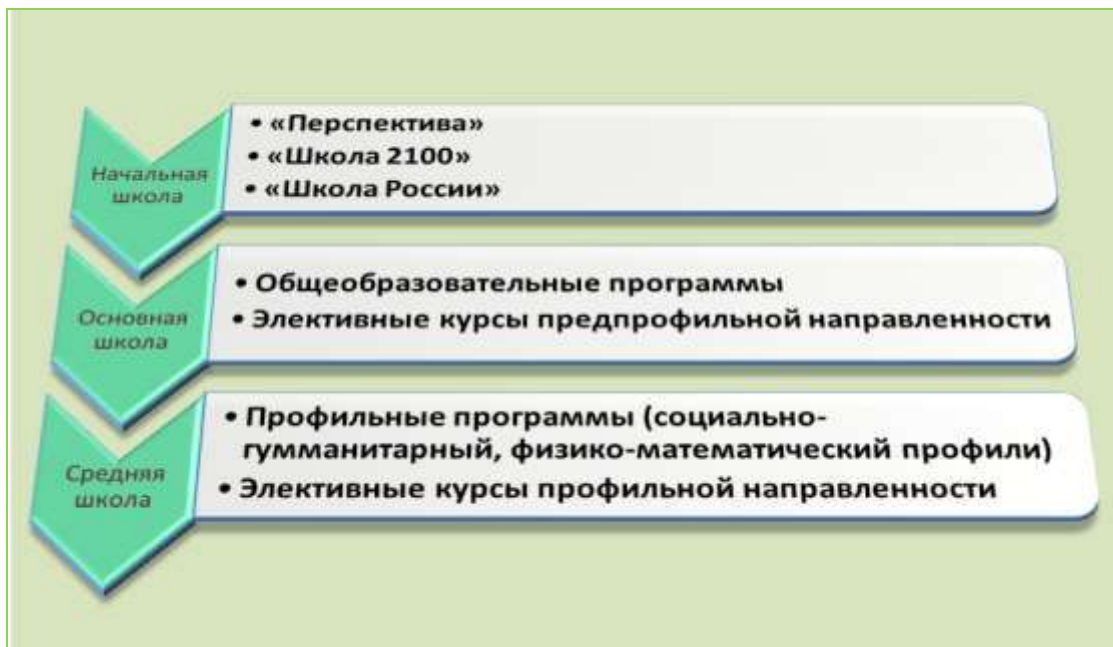 Начальная
школа
• «Перспектива»
• «Школа 2100»
• «Школа России»
Основная
школа
• Общеобразовательные программы
• Элективные курсы предпрофильной направленности
Средняя
школа
• Профильные программы (социально-
гумманитарный, физико-математический профили)
• Элективные курсы профильной направленности